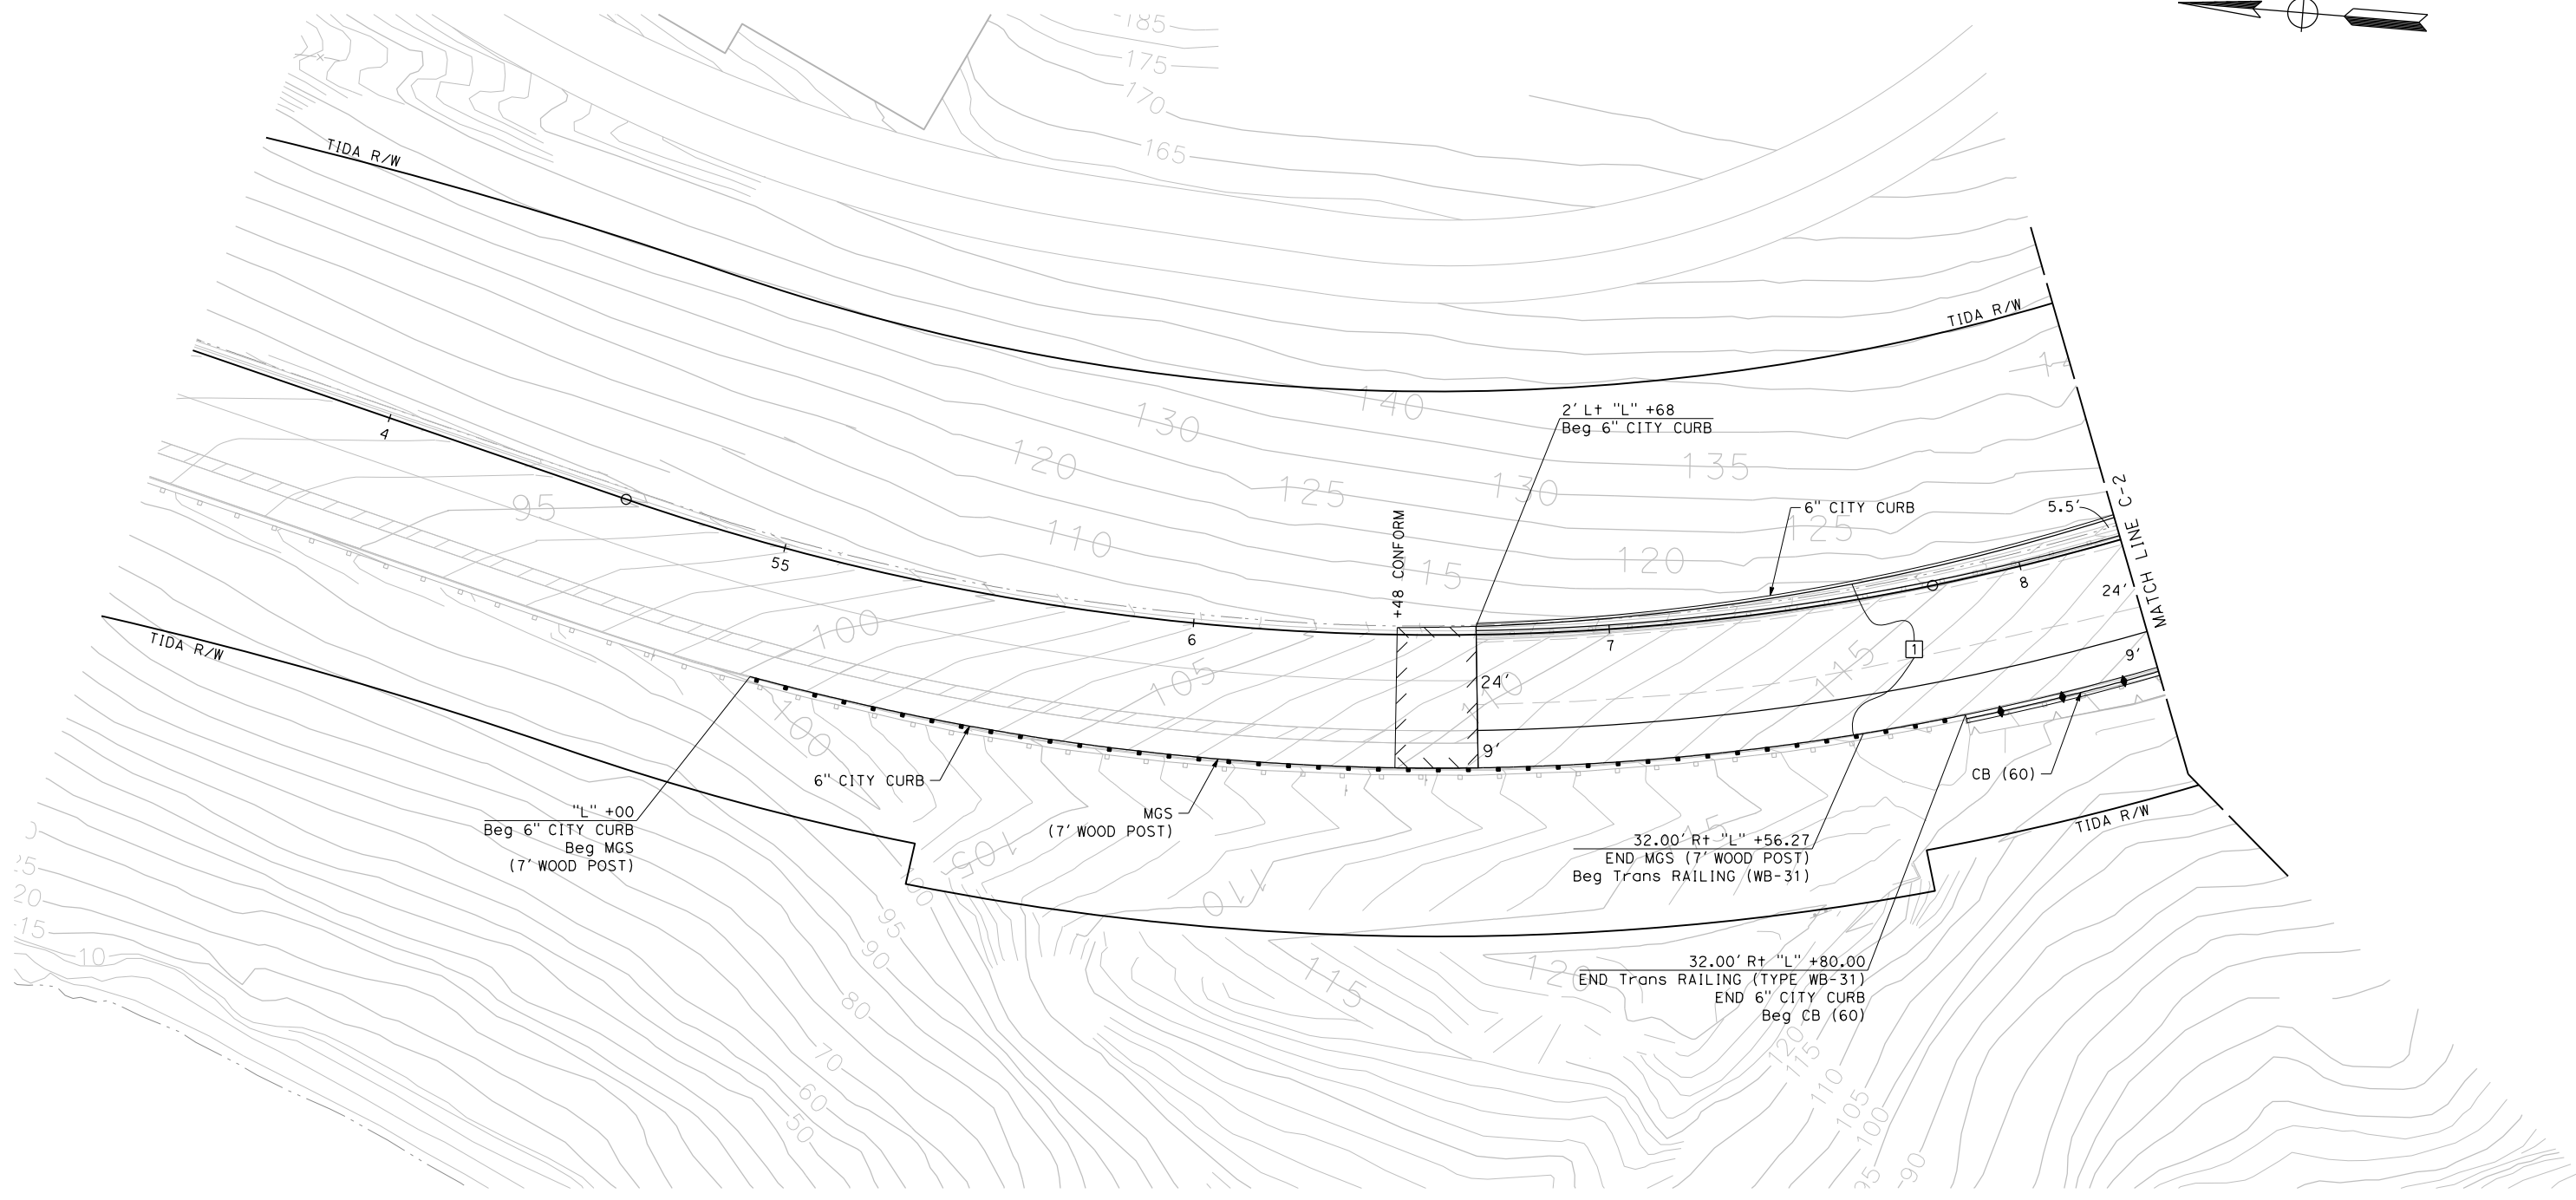 185
175
170
165
TIDA R/W
TIDA R/W
140
130
120
125
130
135
110
115
120
125
95
100
105
110
115
2' Lt "L" +68
Beg 6" CITY CURB
6" CITY CURB
5.5'
+48 CONFORM
MATCH LINE C-2
4
55
6
7
8
24'
9'
24'
9'
1
TIDA R/W
100
105
110
115
115
120
"L" +00
Beg 6" CITY CURB
Beg MGS
(7' WOOD POST)
6" CITY CURB
MGS
(7' WOOD POST)
32.00' Rt "L" +56.27
END MGS (7' WOOD POST)
Beg Trans RAILING (WB-31)
32.00' Rt "L" +80.00
END Trans RAILING (TYPE WB-31)
END 6" CITY CURB
Beg CB (60)
CB (60)
TIDA R/W
20
15
10
95
90
80
70
60
50
120
115
110
105
100
95
90